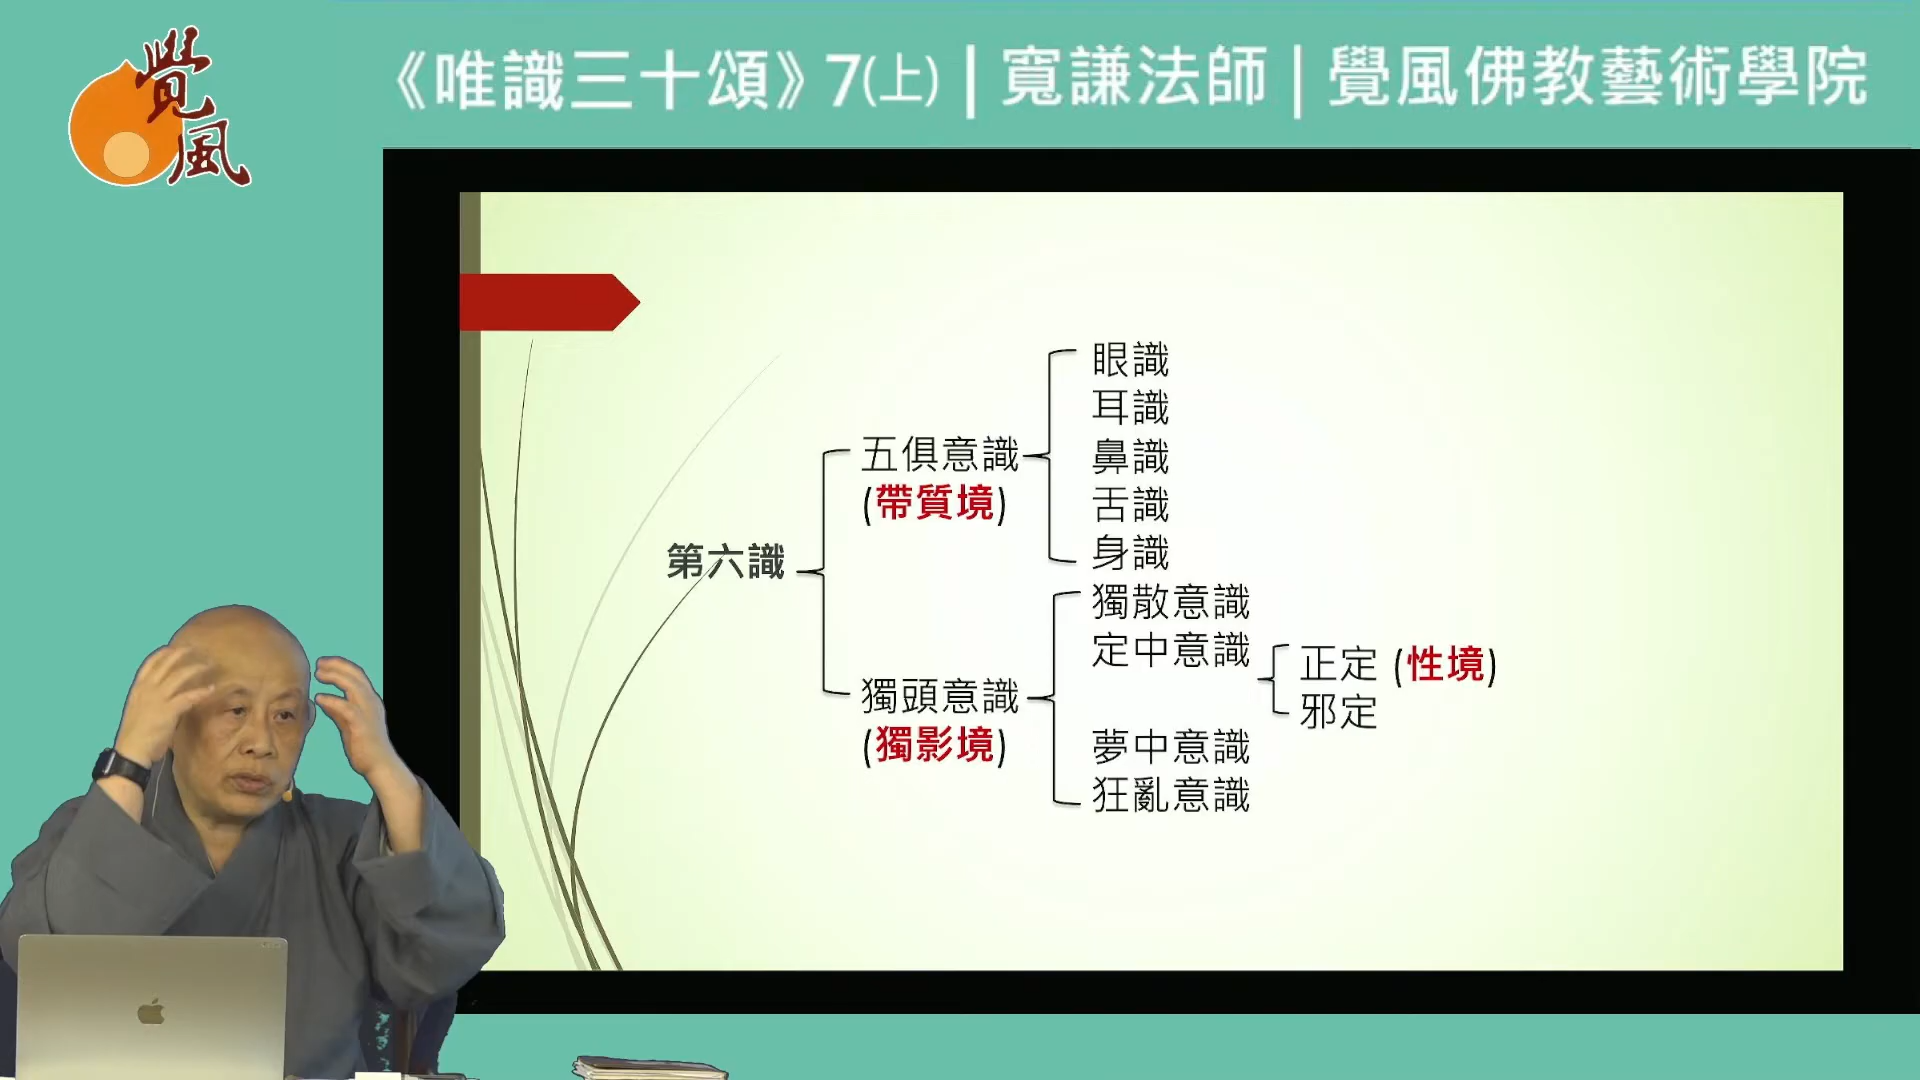 覺風
《唯識三十頌》7(上)|寬謙法師|覺風佛教藝術學院
第六識
五俱意識
(帶質境)
眼識
耳識
鼻識
舌識
身識
獨頭意識
(獨影境)
獨散意識
定中意識
正定 (性境)
邪定
夢中意識
狂亂意識